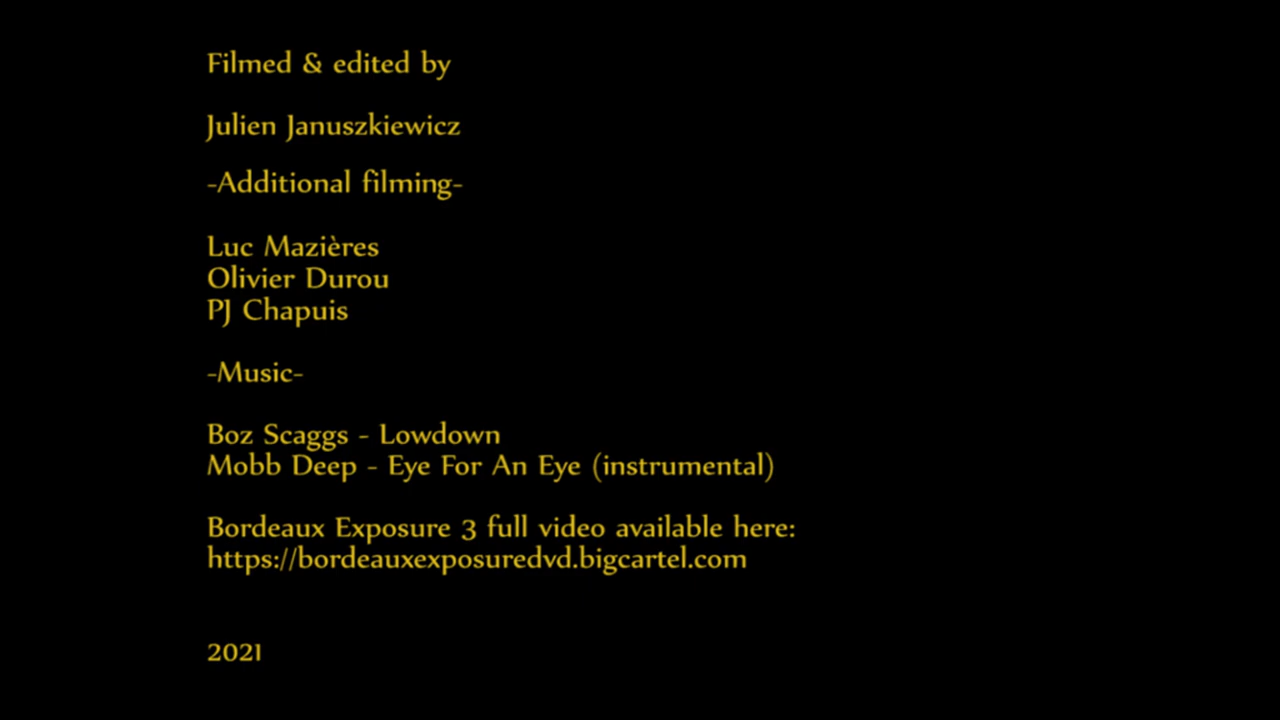 Filmed & edited by
Julien Januszkiewicz
-Additional filming-
Luc Mazières
Olivier Durou
PJ Chapuis
-Music-
Boz Scaggs - Lowdown
Mobb Deep - Eye For An Eye (instrumental)
Bordeaux Exposure 3 full video available here:
https://bordeauxexposuredvd.bigcartel.com
2021